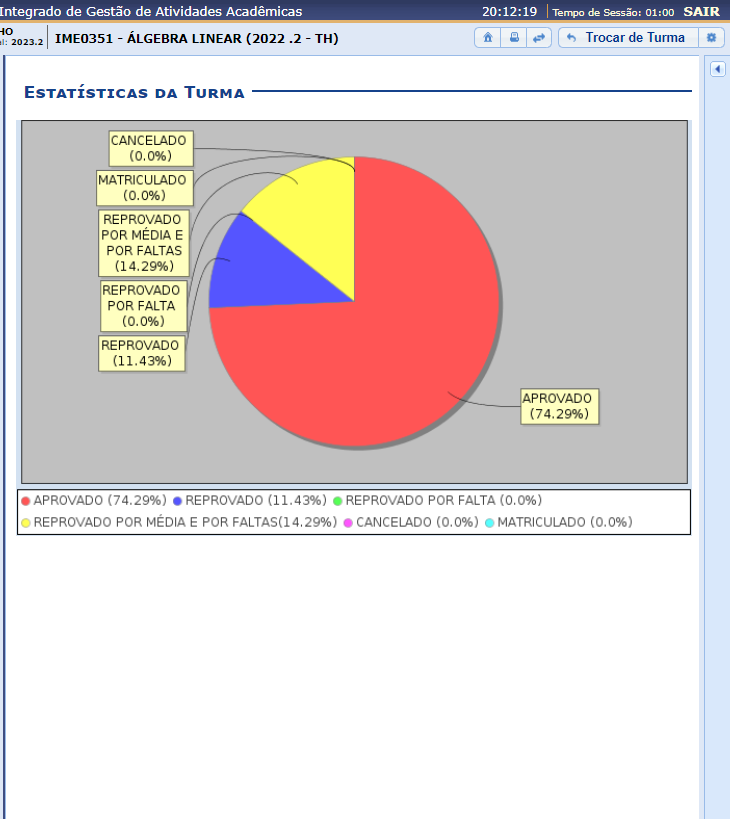 Integrado de Gestão de Atividades Acadêmicas 20:12:19 Tempo de Sessão: 01:00 SAIR
HO
el: 2023.2 IME0351 - ÁLGEBRA LINEAR (2022 .2 - TH) Trocar de Turma
Estatísticas da Turma
CANCELADO
(0.0%)
MATRICULADO
(0.0%)
REPROVADO
POR MÉDIA E
POR FALTAS
(14.29%)
REPROVADO
POR FALTA
(0.0%)
REPROVADO
(11.43%)
APROVADO
(74.29%)
APROVADO (74.29%) REPROVADO (11.43%) REPROVADO POR FALTA (0.0%)
REPROVADO POR MÉDIA E POR FALTAS(14.29%) CANCELADO (0.0%) MATRICULADO (0.0%)